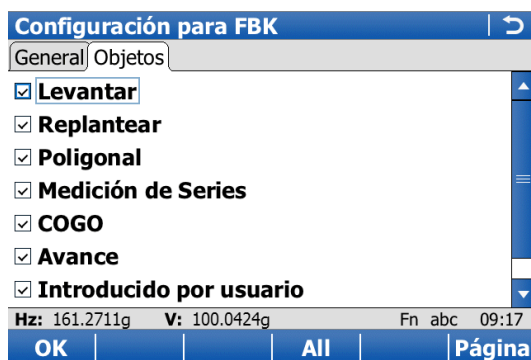 Configuración para FBK
General Objetos
Levantar
Replantear
Poligonal
Medición de Series
COGO
Avance
Introducido por usuario
Hz: 161.2711g V: 100.0424g Fn abc 09:17
OK All Página